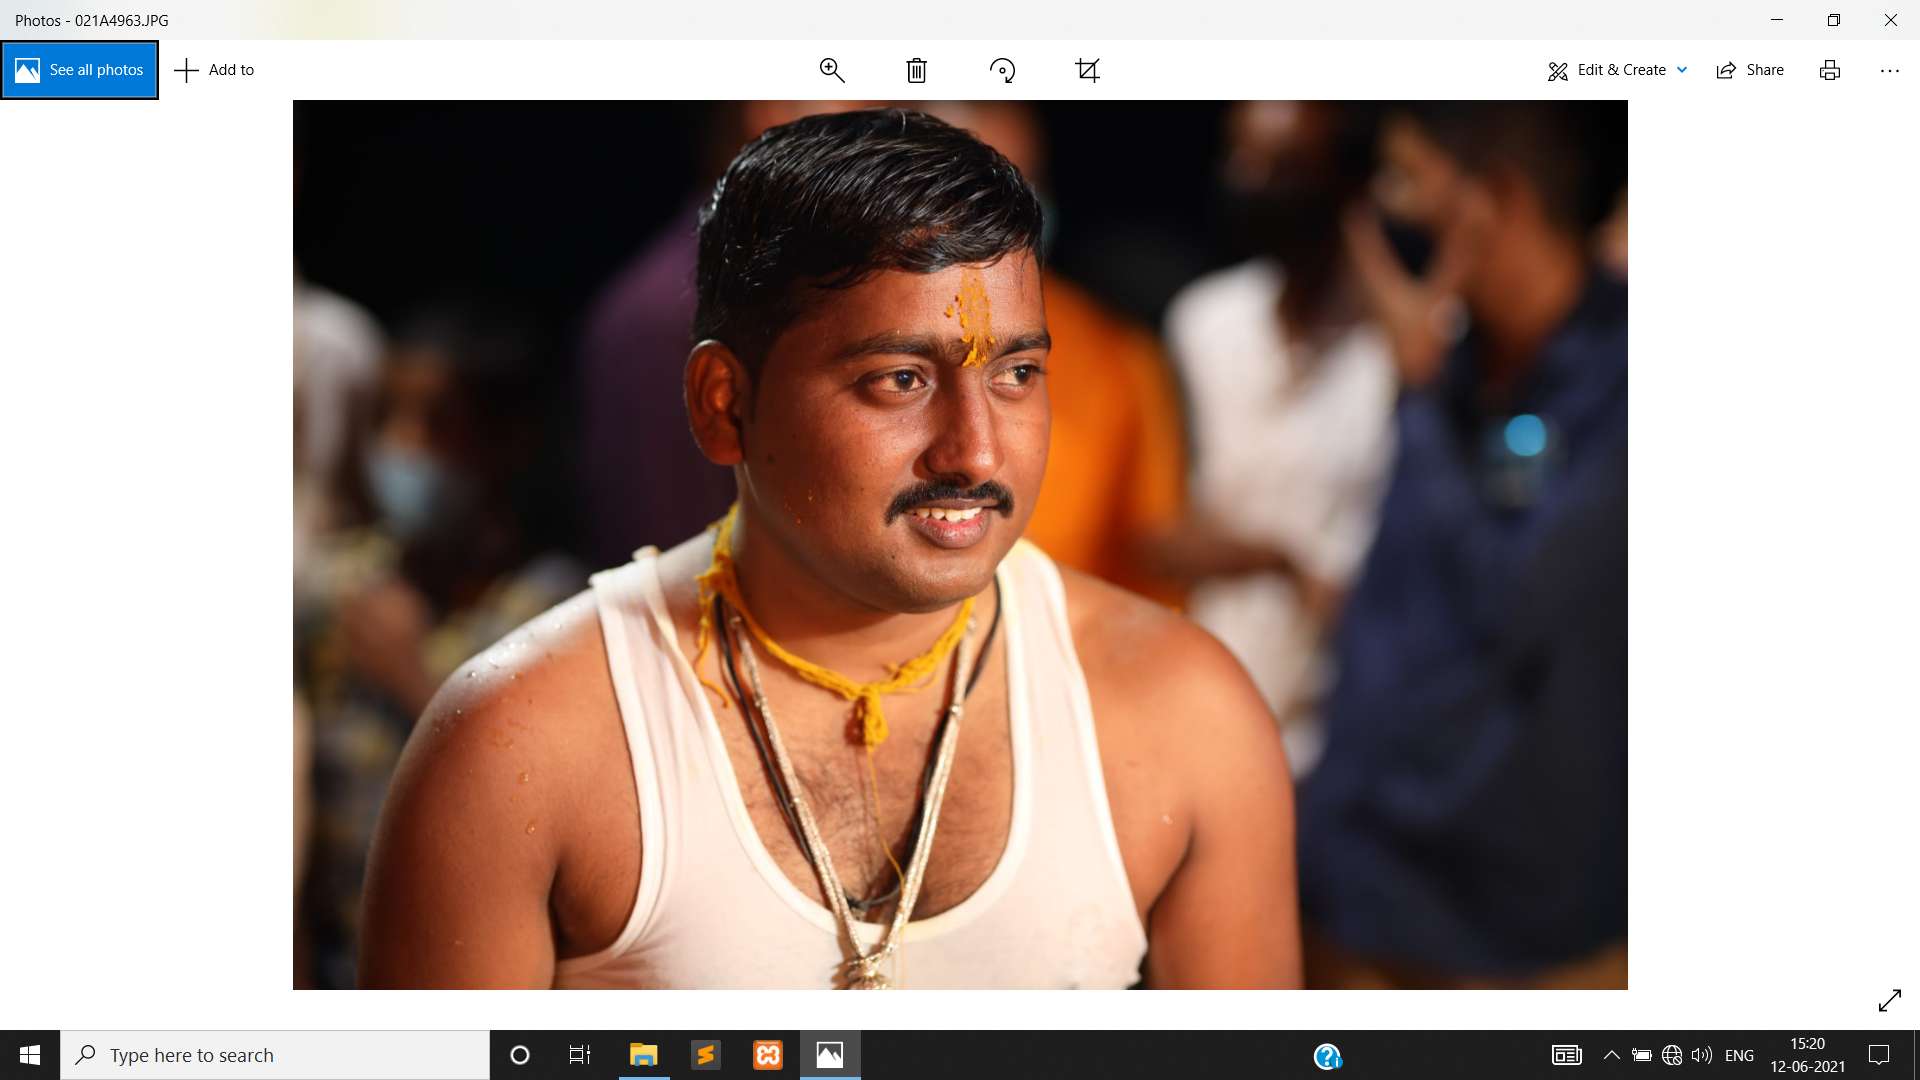 Photos - 021A4963.JPG
See all photos
Add to
Edit & Create
Share
Type here to search
ENG
15:20
12-06-2021